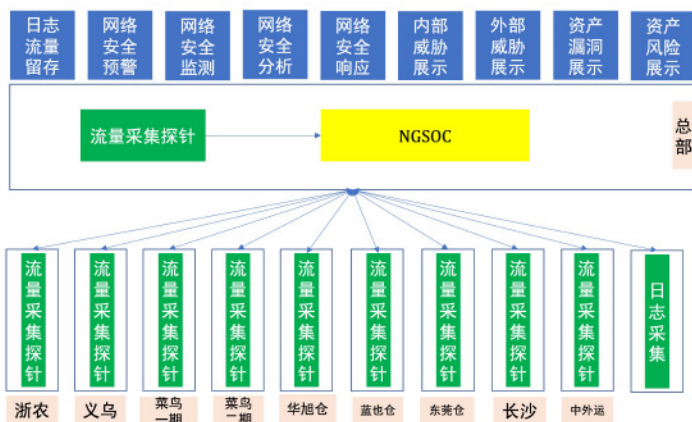 日志
流量
留存
网络
安全
预警
网络
安全
监测
网络
安全
分析
网络
安全
响应
内部
威胁
展示
外部
威胁
展示
资产
漏洞
展示
资产
风险
展示
流量采集探针
NGSOC
总部
流量采集探针
流量采集探针
流量采集探针
流量采集探针
流量采集探针
流量采集探针
流量采集探针
流量采集探针
流量采集探针
日志采集
浙农
义乌
菜鸟
一期
菜鸟
二期
华旭仓
蓝也仓
东莞仓
长沙
中外运